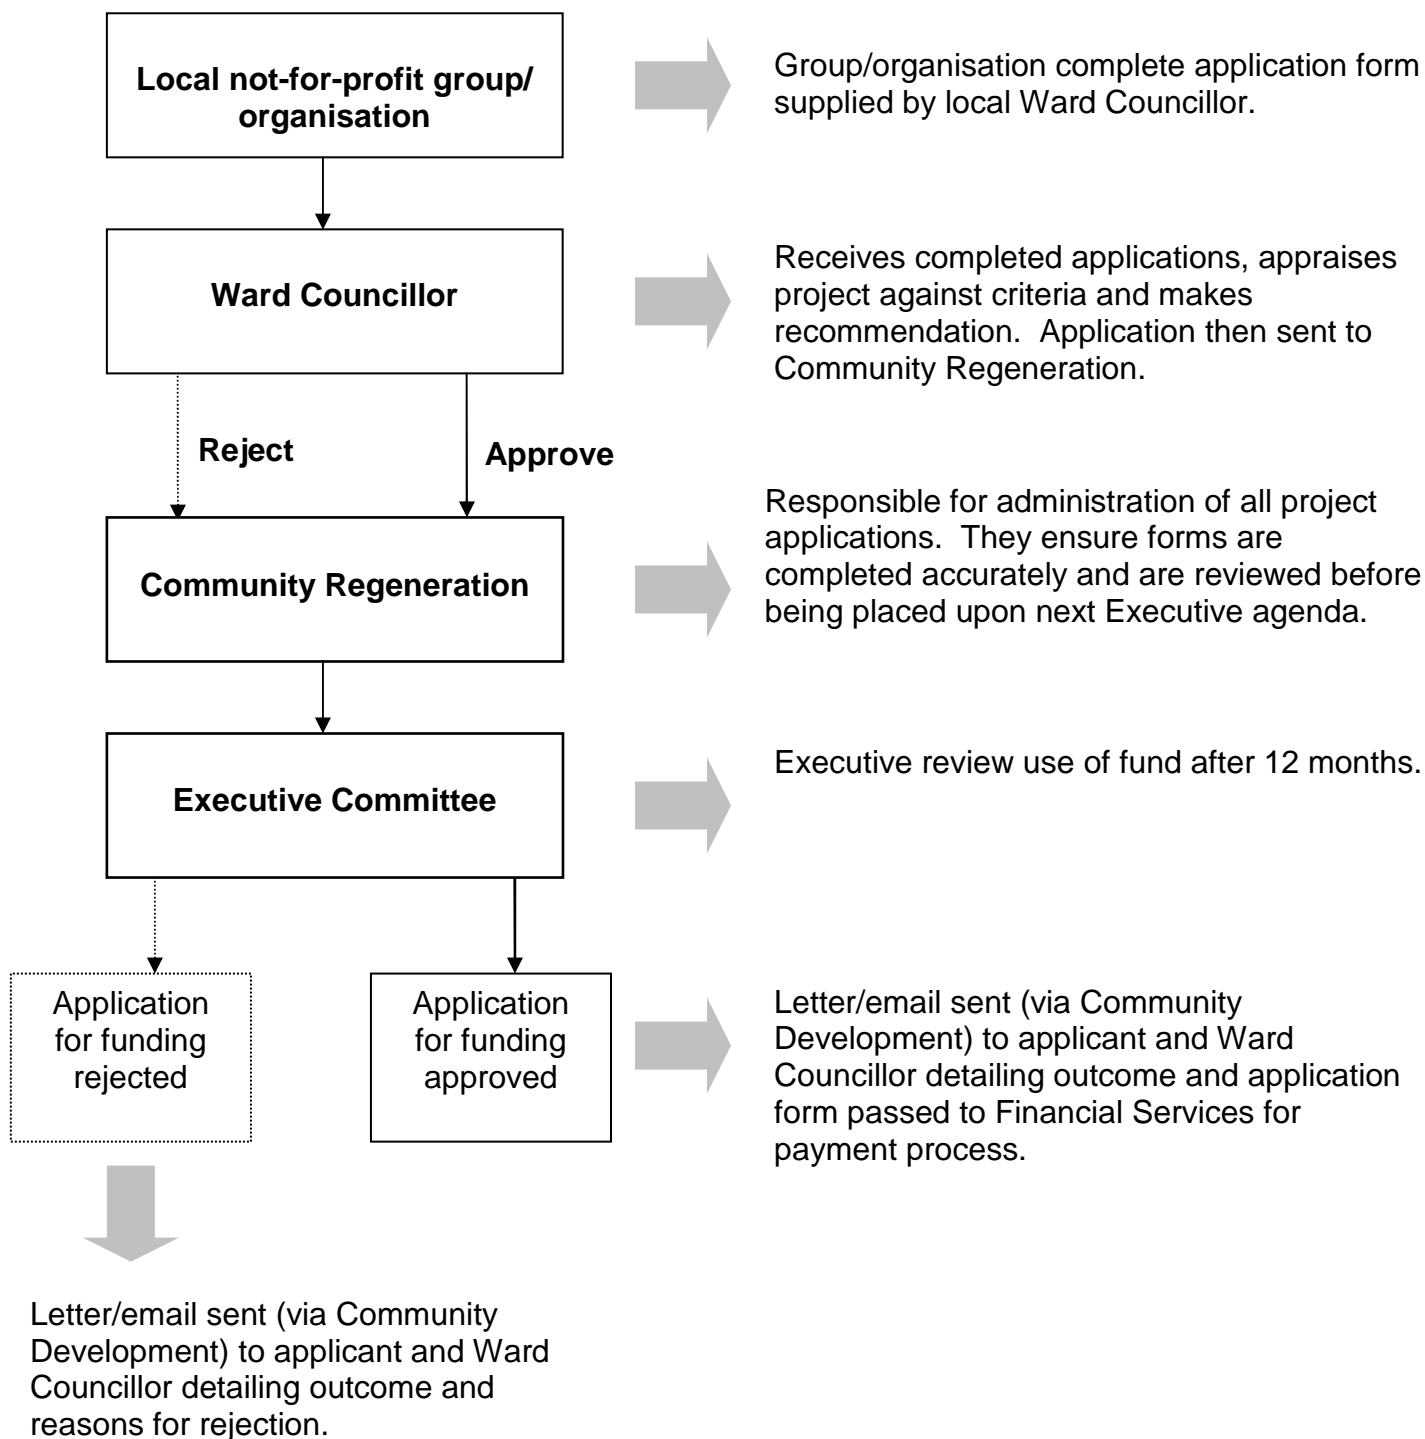 Local not-for-profit group/
organisation
Group/organisation complete application form
supplied by local Ward Councillor.
Ward Councillor
Receives completed applications, appraises
project against criteria and makes
recommendation.  Application then sent to
Community Regeneration.
Reject
Approve
Community Regeneration
Responsible for administration of all project
applications.  They ensure forms are
completed accurately and are reviewed before
being placed upon next Executive agenda.
Executive Committee
Executive review use of fund after 12 months.
Application
for funding
rejected
Application
for funding
approved
Letter/email sent (via Community
Development) to applicant and Ward
Councillor detailing outcome and application
form passed to Financial Services for
payment process.
Letter/email sent (via Community
Development) to applicant and Ward
Councillor detailing outcome and
reasons for rejection.